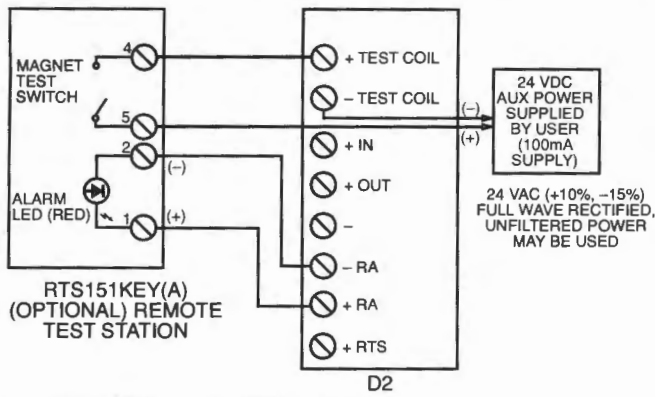 MAGNET
TEST
SWITCH
4
5
2
(-)
ALARM
LED (RED)
1
(+)
RTS151KEY(A)
(OPTIONAL) REMOTE
TEST STATION
+ TEST COIL
- TEST COIL
+ IN
+ OUT
-
- RA
+ RA
+ RTS
D2
(-)
(+)
24 VDC
AUX POWER
SUPPLIED
BY USER
(100mA
SUPPLY)
24 VAC (+10%, -15%)
FULL WAVE RECTIFIED,
UNFILTERED POWER
MAY BE USED